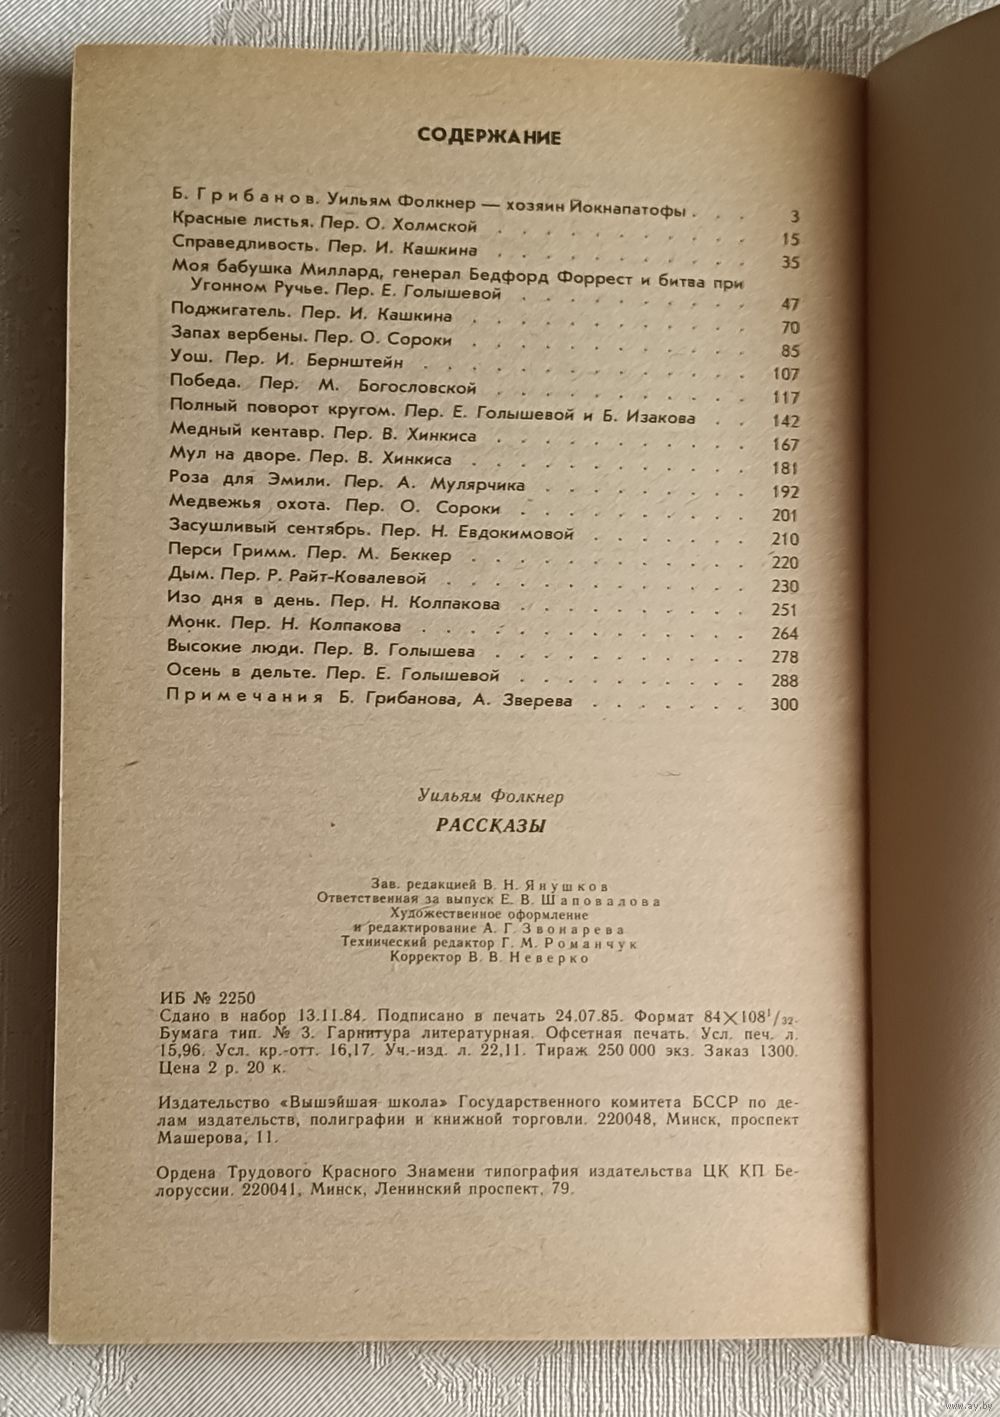 СОДЕРЖАНИЕ
Б. Грибанов. Уильям Фолкнер — хозяин Йокнапатофы . . . 3
Красные листья. Пер. О. Холмской . . . . . . . . . 15
Справедливость. Пер. И. Кашкина . . . . . . . . . 35
Моя бабушка Миллард, генерал Бедфорд Форрест и битва при
Угонном Ручье. Пер. Е. Голышевой . . . . . . . . 47
Поджигатель. Пер. И. Кашкина . . . . . . . . . 70
Запах вербены. Пер. О. Сороки . . . . . . . . . 85
Уош. Пер. И. Бернштейн . . . . . . . . . . 107
Победа. Пер. М. Богословской . . . . . . . . . 117
Полный поворот кругом. Пер. Е. Голышевой и Б. Изакова . . 142
Медный кентавр. Пер. В. Хинкиса . . . . . . . . . 167
Мул на дворе. Пер. В. Хинкиса . . . . . . . . . 181
Роза для Эмили. Пер. А. Мулярчика . . . . . . . . 192
Медвежья охота. Пер. О. Сороки . . . . . . . . 201
Засушливый сентябрь. Пер. Н. Евдокимовой . . . . . . 210
Перси Гримм. Пер. М. Беккер . . . . . . . . . 220
Дым. Пер. Р. Райт-Ковалевой . . . . . . . . . 230
Изо дня в день. Пер. Н. Колпакова . . . . . . . . 251
Монк. Пер. Н. Колпакова . . . . . . . . . . 264
Высокие люди. Пер. В. Голышева . . . . . . . . 278
Осень в дельте. Пер. Е. Голышевой . . . . . . . . 288
Примечания Б. Грибанова, А. Зверева . . . . . . 300
Уильям Фолкнер
РАССКАЗЫ
Зав. редакцией В. Н. Янушков
Ответственная за выпуск Е. В. Шаповалова
Художественное оформление
и редактирование А. Г. Звонарева
Технический редактор Г. М. Романчук
Корректор В. В. Неверко
ИБ № 2250
Сдано в набор 13.11.84. Подписано в печать 24.07.85. Формат 84×108¹/₃₂.
Бумага тип. № 3. Гарнитура литературная. Офсетная печать. Усл. печ. л.
15,96. Усл. кр.-отт. 16,17. Уч.-изд. л. 22,11. Тираж 250 000 экз. Заказ 1300.
Цена 2 р. 20 к.
Издательство «Вышэйшая школа» Государственного комитета БССР по де-
лам издательств, полиграфии и книжной торговли. 220048, Минск, проспект
Машерова, 11.
Ордена Трудового Красного Знамени типография издательства ЦК КП Бе-
лоруссии. 220041, Минск, Ленинский проспект, 79.
www.ay.by